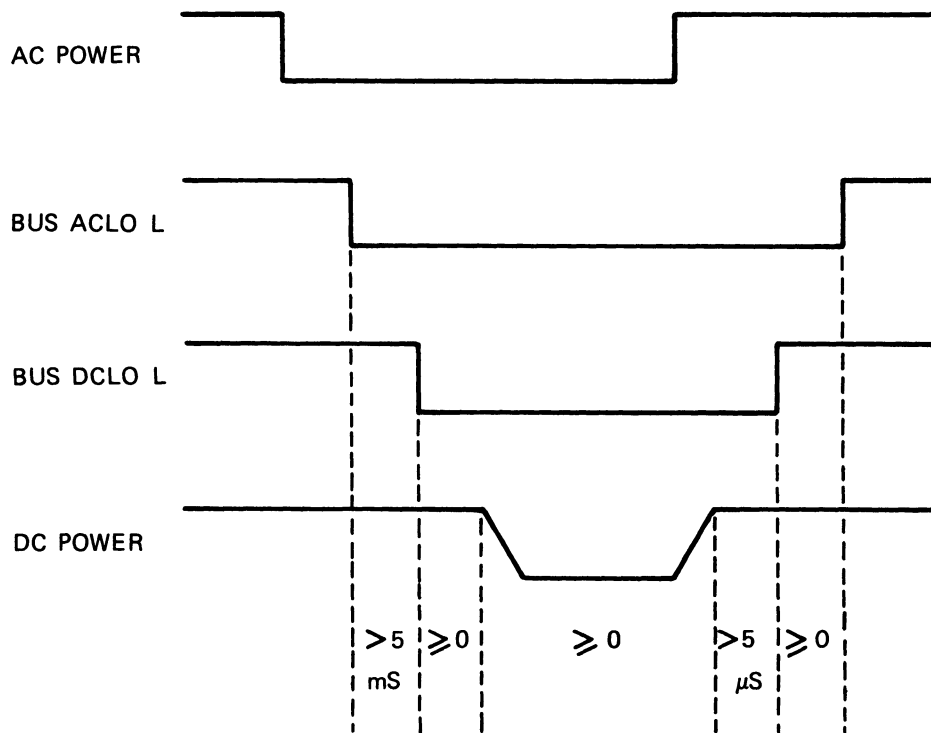 AC POWER
BUS ACLO L
BUS DCLO L
DC POWER
>5 ⩾0 ⩾0 >5 ⩾0
mS μS